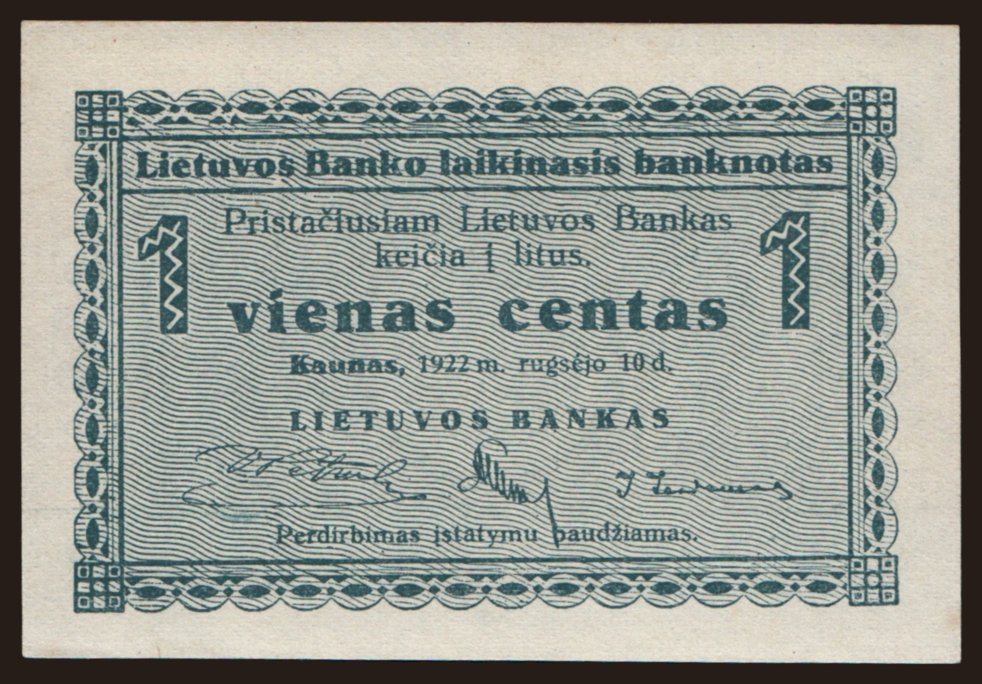 Lietuvos Banko laikinasis banknotas
1 Pristačiusiam Lietuvos Bankas 1
keičia į litus.
vienas centas
Kaunas, 1922 m. rugsėjo 10 d.
LIETUVOS BANKAS
Perdirbimas įstatymu baudžiamas.